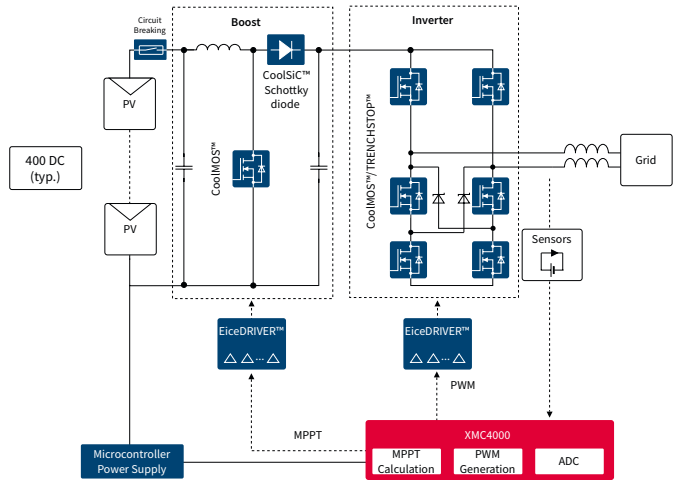 Circuit
Breaking
Boost
Inverter
CoolSiC™
Schottky
diode
PV
400 DC
(typ.)
CoolMOS™
CoolMOS™/TRENCHSTOP™
Grid
PV
Sensors
EiceDRIVER™
...
EiceDRIVER™
...
PWM
MPPT
XMC4000
Microcontroller
Power Supply
MPPT
Calculation
PWM
Generation
ADC